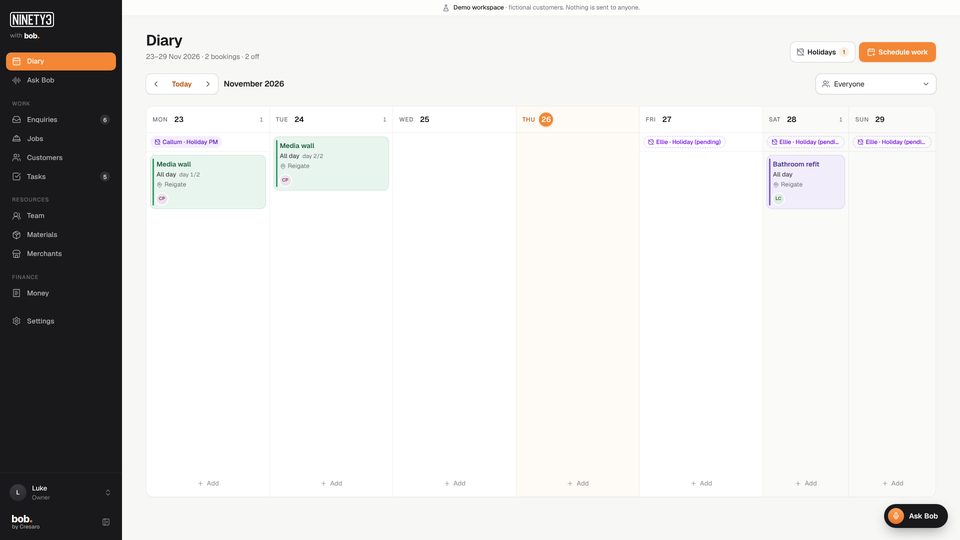 Demo workspace · fictional customers. Nothing is sent to anyone.
NINETY3
with bob.
Diary
Ask Bob
WORK
Enquiries 6
Jobs
Customers
Tasks 5
RESOURCES
Team
Materials
Merchants
FINANCE
Money
Settings
L
Luke
Owner
bob.
by Cresaro
Diary
23–29 Nov 2026 · 2 bookings · 2 off
Holidays 1
Schedule work
Today
November 2026
Everyone
MON 23 1
TUE 24 1
WED 25
THU 26
FRI 27
SAT 28 1
SUN 29
Callum · Holiday PM
Media wall
All day day 1/2
Reigate
CP
Media wall
All day day 2/2
Reigate
CP
Ellie · Holiday (pending)
Ellie · Holiday (pendi...
Bathroom refit
All day
Reigate
LC
Ellie · Holiday (pendi...
+ Add
+ Add
+ Add
+ Add
+ Add
+ Add
+ Add
Ask Bob